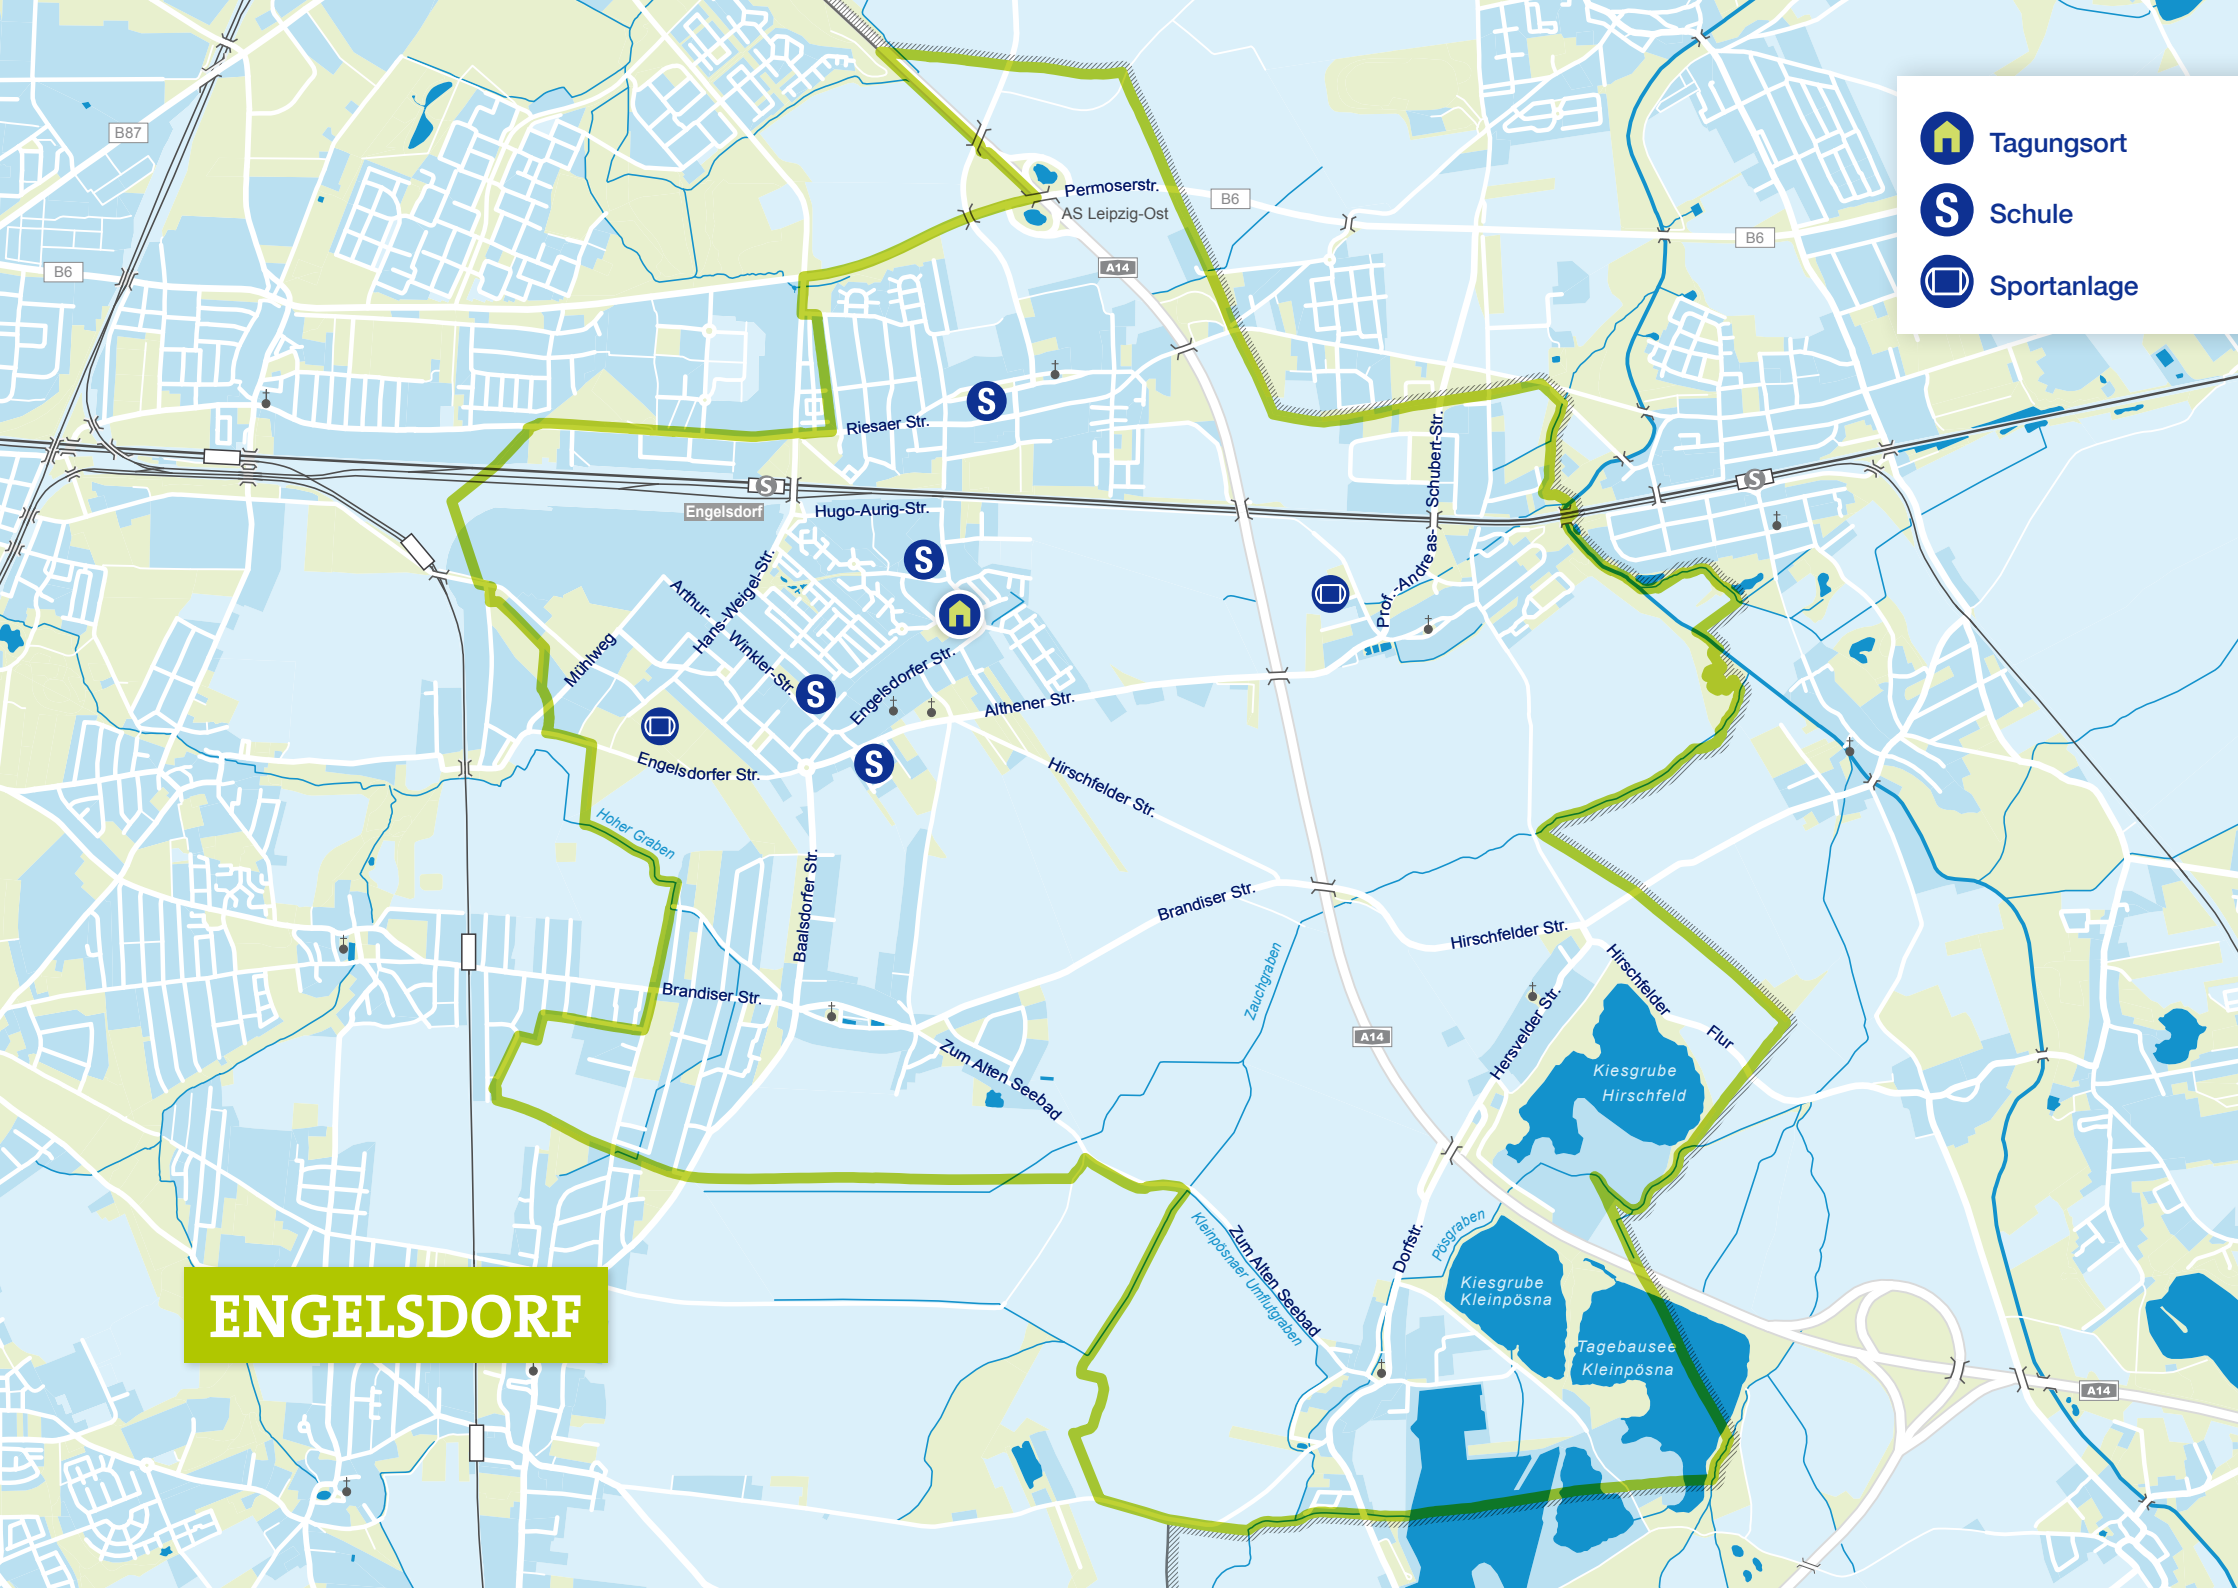 B87
B6
Permoserstr.
AS Leipzig-Ost
B6
B6
A14
Tagungsort
S
Schule
Sportanlage
S
Riesaer Str.
S
Engelsdorf
Hugo-Aurig-Str.
S
S
Prof.-Andreas-Schubert-Str.
Arthur-
Winkler-Str.
Hans-Weigel-Str.
Mühlweg
S
Engelsdorfer Str.
Althener Str.
Engelsdorfer Str.
S
Hirschfelder Str.
Hoher Graben
Baalsdorfer Str.
Brandiser Str.
Hirschfelder Str.
Brandiser Str.
Zauchgraben
Hirschfelder
Flur
Hersvelder Str.
A14
Zum Alten Seebad
Kiesgrube
Hirschfeld
Zum Alten Seebad
Kleinpösnaer Umflutgraben
Dorfstr.
Pösgraben
Kiesgrube
Kleinpösna
Tagebausee
Kleinpösna
A14
ENGELSDORF